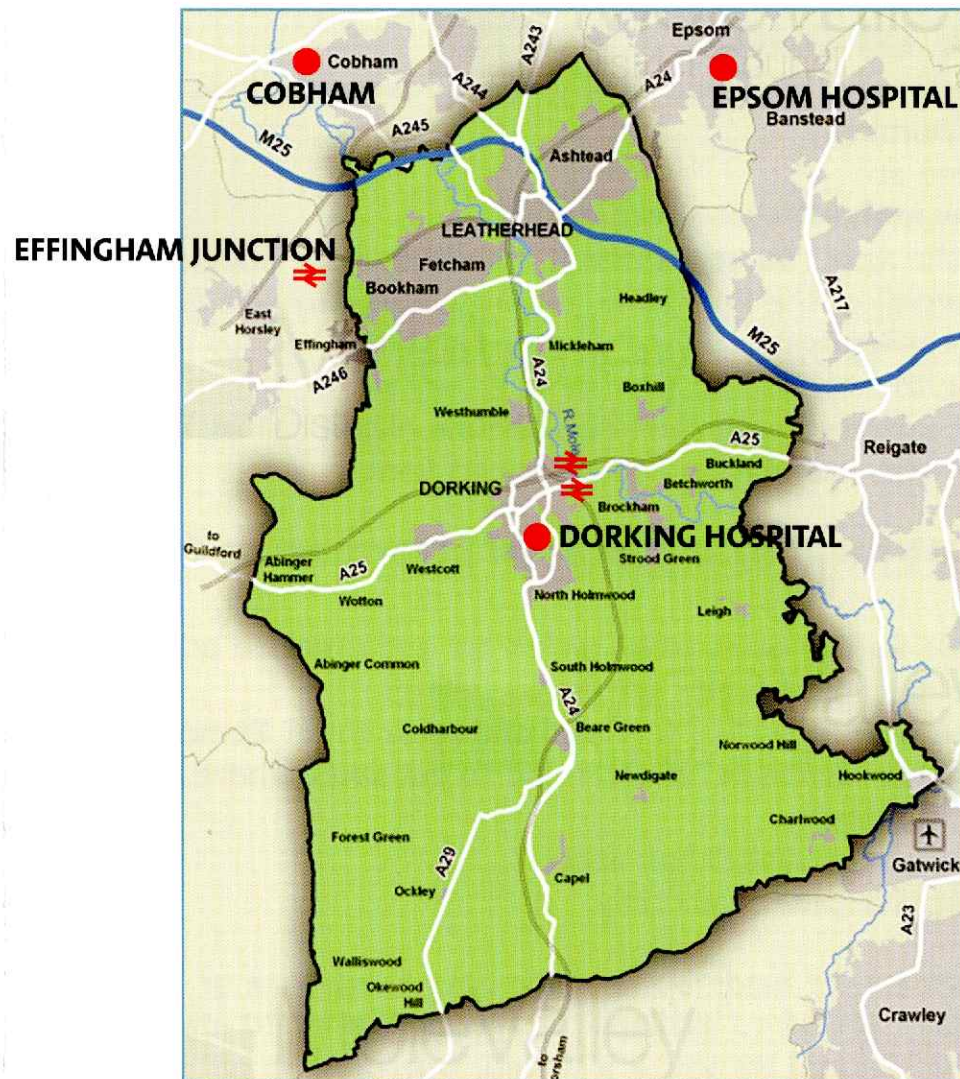 A243
Epsom
Cobham
COBHAM
A244
A24
EPSOM HOSPITAL
Banstead
M25
A245
Ashtead
LEATHERHEAD
EFFINGHAM JUNCTION
Fetcham
Bookham
A217
Headley
East
Horsley
Effingham
Mickleham
M25
A246
A24
Boxhill
Westhumble
R.Mole
A25
Reigate
Buckland
DORKING
Betchworth
Brockham
DORKING HOSPITAL
to
Guildford
Abinger
Hammer
A25
Westcott
Strood Green
Wotton
North Holmwood
Leigh
Abinger Common
South Holmwood
A24
Coldharbour
Beare Green
Norwood Hill
Newdigate
Hookwood
Charlwood
Forest Green
Gatwick
A29
Ockley
Capel
A23
Walliswood
Okewood
Hill
Crawley
to